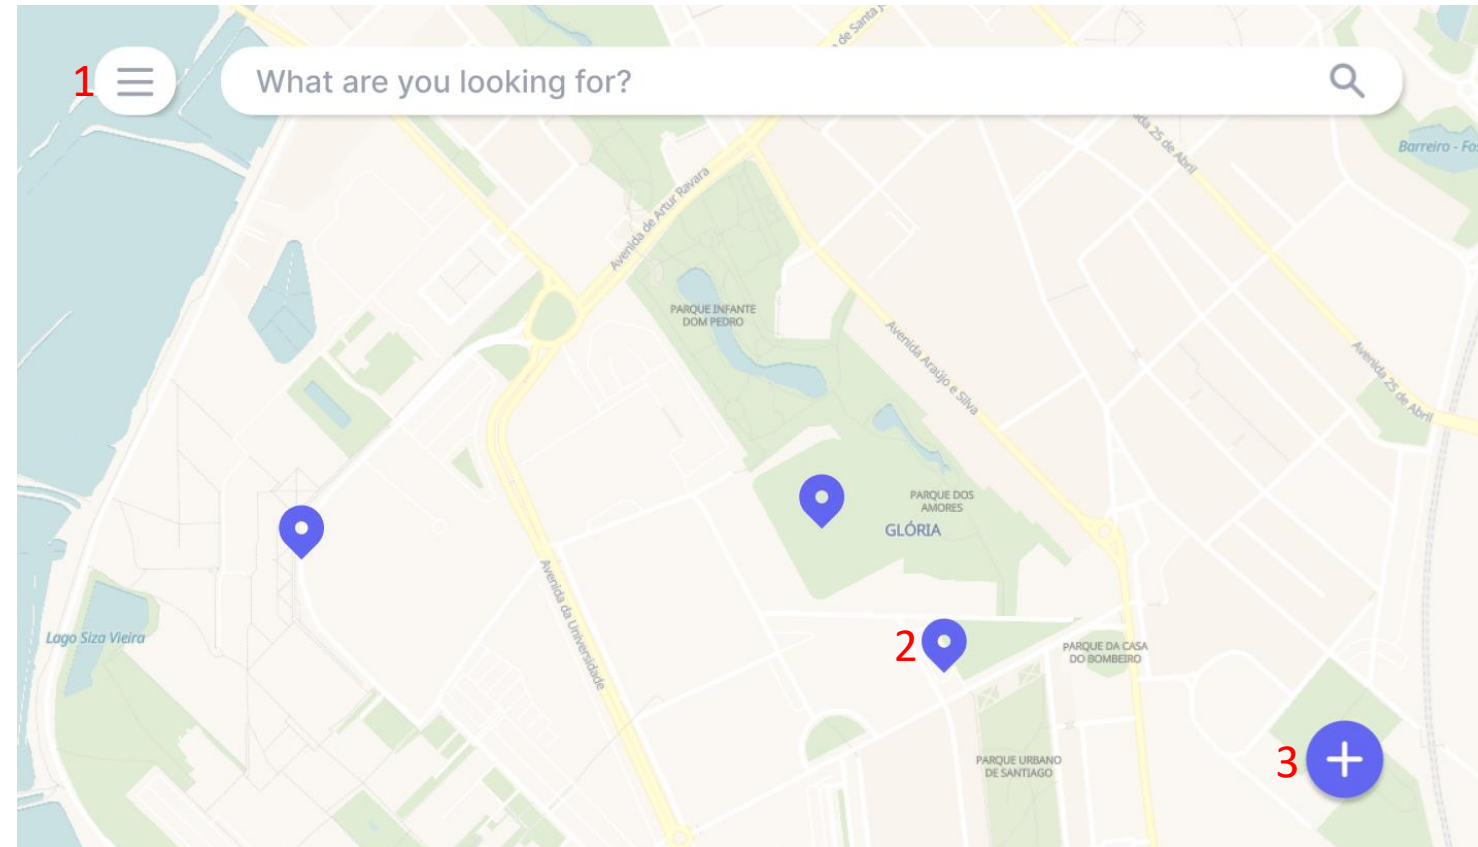 de Santa J
1
What are you looking for?
da 25 de Abril
Barreiro - Fo
Avenida de Artur Ravara
PARQUE INFANTE
DOM PEDRO
Avenida Araújo e Silva
Avenida 25 de Abril
PARQUE DOS
AMORES
GLÓRIA
Avenida da Universidade
Lago Siza Vieira
2
PARQUE DA CASA
DO BOMBEIRO
3
PARQUE URBANO
DE SANTIAGO